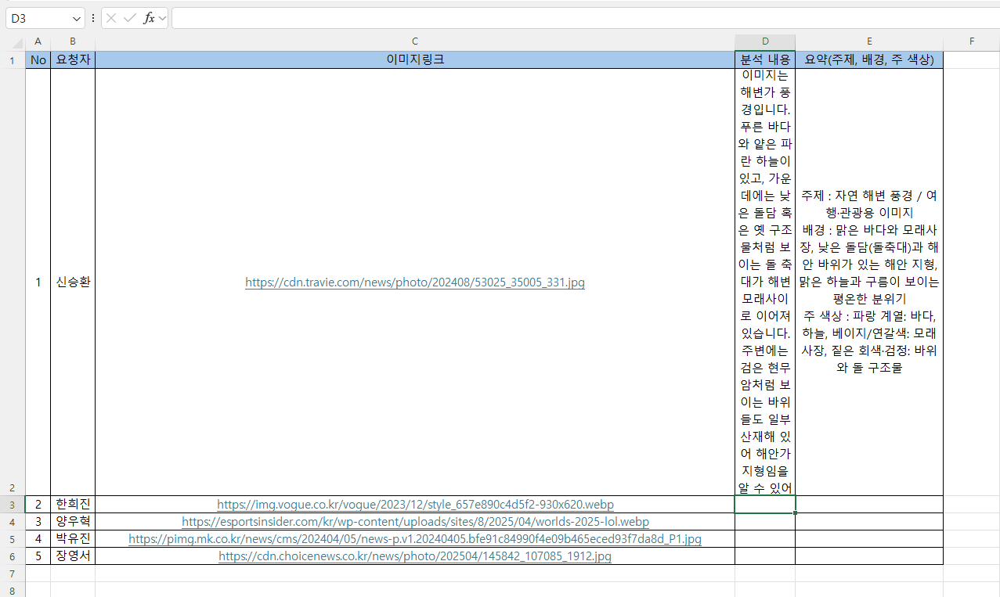 D3
fx
A B C D E F
1 No 요청자 이미지링크 분석 내용 요약(주제, 배경, 주 색상)
2
1
신승환
https://cdn.travie.com/news/photo/202408/53025_35005_331.jpg
이미지는
해변가 풍
경입니다.
푸른 바다
와 얕은 파
란 하늘이
있고, 가운
데에는 낮
은 돌담 혹
은 옛 구조
물처럼 보
이는 돌 축
대가 해변
모래사이
로 이어져
있습니다.
주변에는
검은 현무
암처럼 보
이는 바위
들도 일부
산재해 있
어 해안가
지형임을
알 수 있어
주제 : 자연 해변 풍경 / 여
행·관광용 이미지
배경 : 맑은 바다와 모래사
장, 낮은 돌담(돌축대)과 해
안 바위가 있는 해안 지형,
맑은 하늘과 구름이 보이는
평온한 분위기
주 색상 : 파랑 계열: 바다,
하늘, 베이지/연갈색: 모래
사장, 짙은 회색·검정: 바위
와 돌 구조물
3 2 한희진 https://img.vogue.co.kr/vogue/2023/12/style_657e890c4d5f2-930x620.webp
4 3 양우혁 https://esportsinsider.com/kr/wp-content/uploads/sites/8/2025/04/worlds-2025-lol.webp
5 4 박유진 https://pimg.mk.co.kr/news/cms/202404/05/news-p.v1.20240405.bfe91c84990f4e09b465eced93f7da8d_P1.jpg
6 5 장영서 https://cdn.choicenews.co.kr/news/photo/202504/145842_107085_1912.jpg
7
8